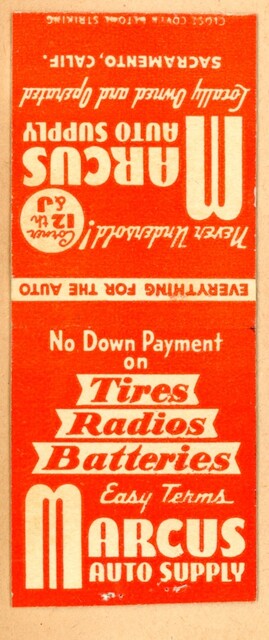 CLOSE COVER BEFORE STRIKING
SACRAMENTO, CALIF.
Locally Owned and Operated
MARCUS
AUTO SUPPLY
Corner
12th
& J
Never Undersold!
EVERYTHING FOR THE AUTO
No Down Payment
on
Tires
Radios
Batteries
Easy Terms
MARCUS
AUTO SUPPLY